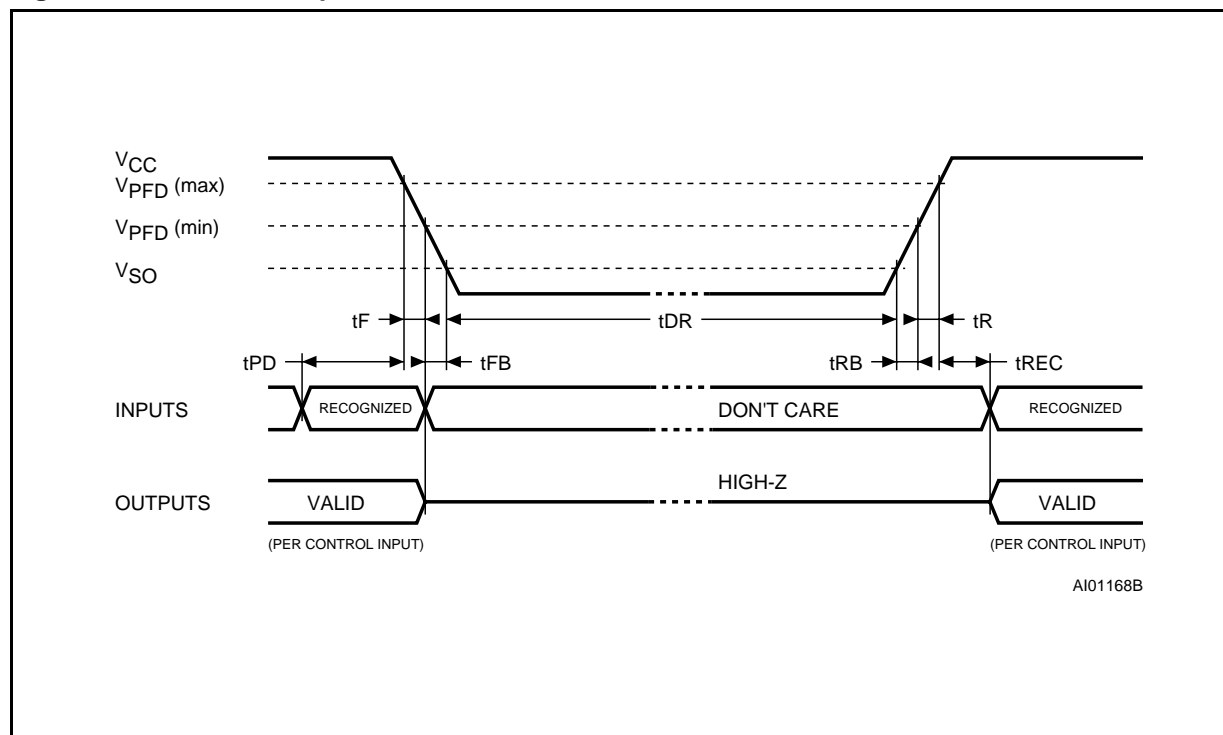 VCC
VPFD (max)
VPFD (min)
VSO
tF
tDR
tR
tPD
tFB
tRB
tREC
INPUTS
RECOGNIZED
DON'T CARE
RECOGNIZED
HIGH-Z
OUTPUTS
VALID
VALID
(PER CONTROL INPUT)
(PER CONTROL INPUT)
AI01168B